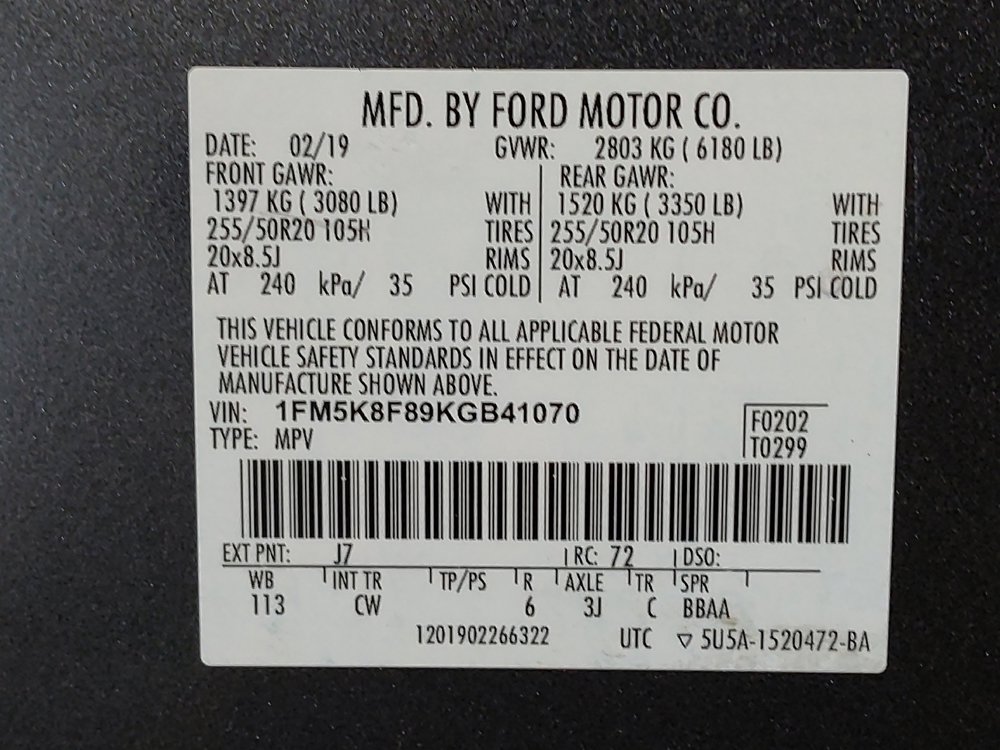 MFD. BY FORD MOTOR CO.
DATE: 02/19 GVWR: 2803 KG ( 6180 LB)
FRONT GAWR: REAR GAWR:
1397 KG ( 3080 LB) WITH 1520 KG ( 3350 LB) WITH
255/50R20 105H TIRES 255/50R20 105H TIRES
20x8.5J RIMS 20x8.5J RIMS
AT 240 kPa/ 35 PSI COLD AT 240 kPa/ 35 PSI COLD
THIS VEHICLE CONFORMS TO ALL APPLICABLE FEDERAL MOTOR
VEHICLE SAFETY STANDARDS IN EFFECT ON THE DATE OF
MANUFACTURE SHOWN ABOVE.
VIN: 1FM5K8F89KGB41070 F0202
TYPE: MPV T0299
EXT PNT: J7 RC: 72 DSO:
WB INT TR TP/PS R AXLE TR SPR
113 CW 6 3J C BBAA
1201902266322 UTC ▽ 5U5A-1520472-BA